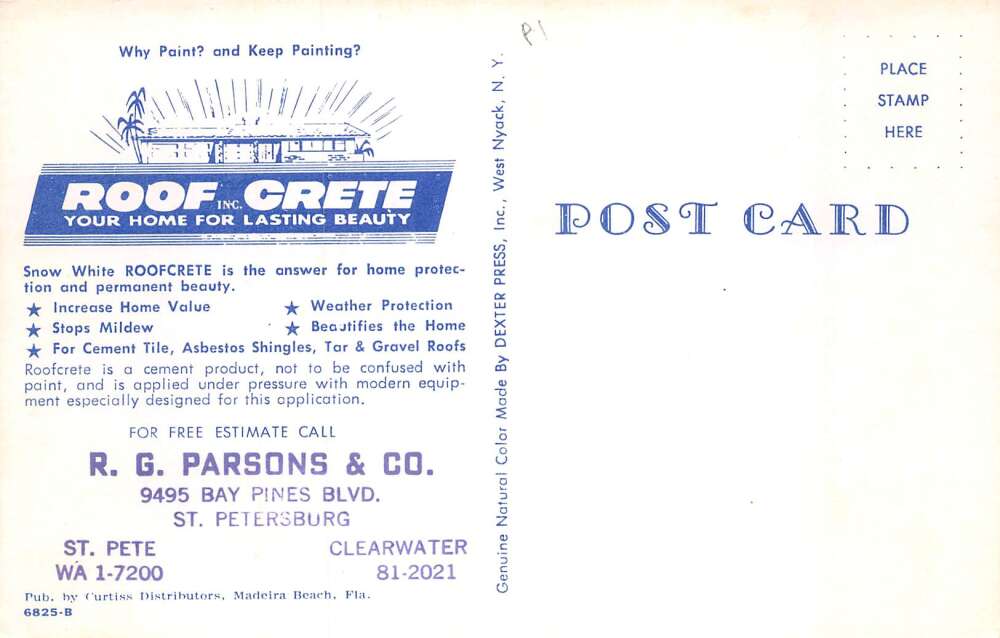 Why Paint? and Keep Painting?
ROOF INC. CRETE
YOUR HOME FOR LASTING BEAUTY
Snow White ROOFCRETE is the answer for home protec-
tion and permanent beauty.
★ Increase Home Value ★ Weather Protection
★ Stops Mildew ★ Beautifies the Home
★ For Cement Tile, Asbestos Shingles, Tar & Gravel Roofs
Roofcrete is a cement product, not to be confused with
paint, and is applied under pressure with modern equip-
ment especially designed for this application.
FOR FREE ESTIMATE CALL
R. G. PARSONS & CO.
9495 BAY PINES BLVD.
ST. PETERSBURG
ST. PETE CLEARWATER
WA 1-7200 81-2021
Pub. by Curtiss Distributors, Madeira Beach, Fla.
6825-B
Genuine Natural Color Made By DEXTER PRESS, Inc., West Nyack, N. Y.
P1
PLACE
STAMP
HERE
POST CARD